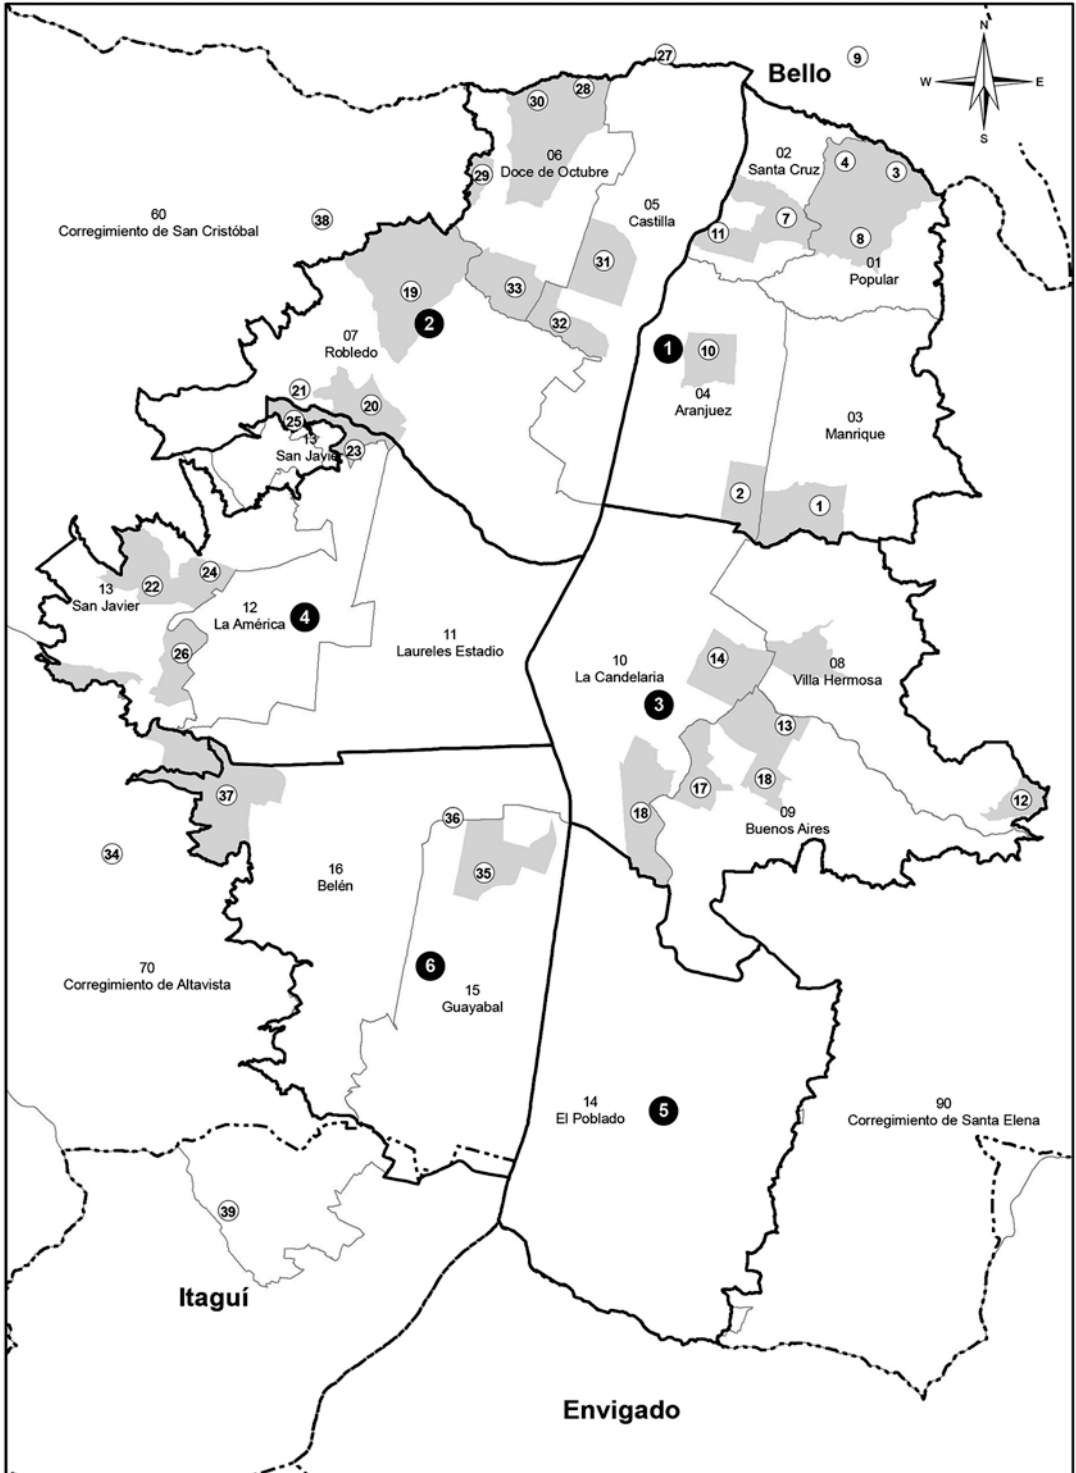 27
9
Bello
N
W
E
S
28
30
02
Santa Cruz
4
3
06
Doce de Octubre
29
60
Corregimiento de San Cristóbal
38
05
Castilla
7
11
8
01
Popular
31
33
19
2
32
07
Robledo
1
10
04
Aranjuez
03
Manrique
21
20
25
13
San Javier
23
2
1
24
22
13
San Javier
12
La América
4
26
11
Laureles Estadio
10
La Candelaria
14
08
Villa Hermosa
3
13
18
17
12
37
18
09
Buenos Aires
36
34
16
Belén
35
70
Corregimiento de Altavista
6
15
Guayabal
14
El Poblado
5
90
Corregimiento de Santa Elena
39
Itaguí
Envigado